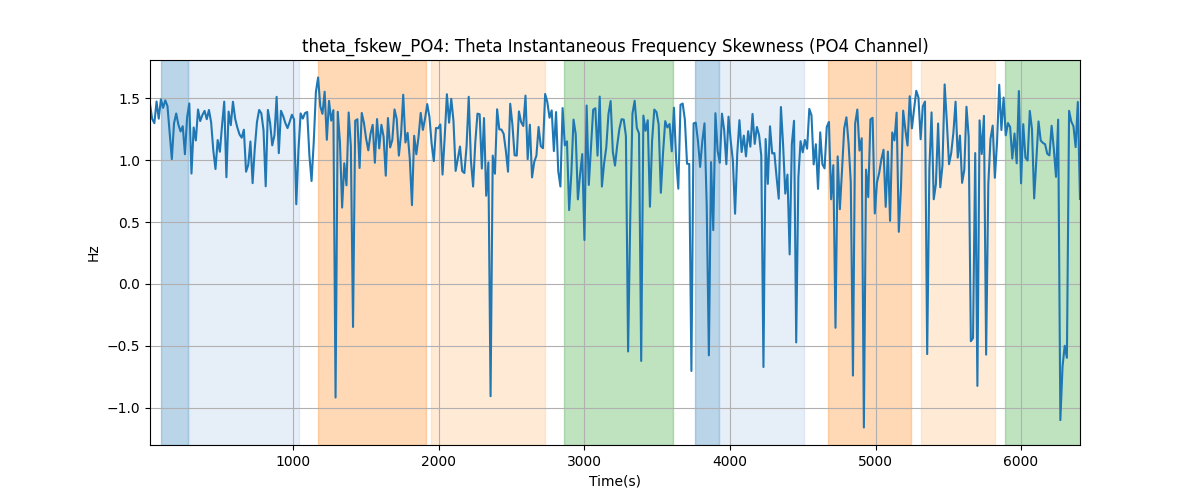 theta_fskew_PO4: Theta Instantaneous Frequency Skewness (PO4 Channel)
1.5
1.0
0.5
0.0
−0.5
−1.0
Hz
1000 2000 3000 4000 5000 6000
Time(s)